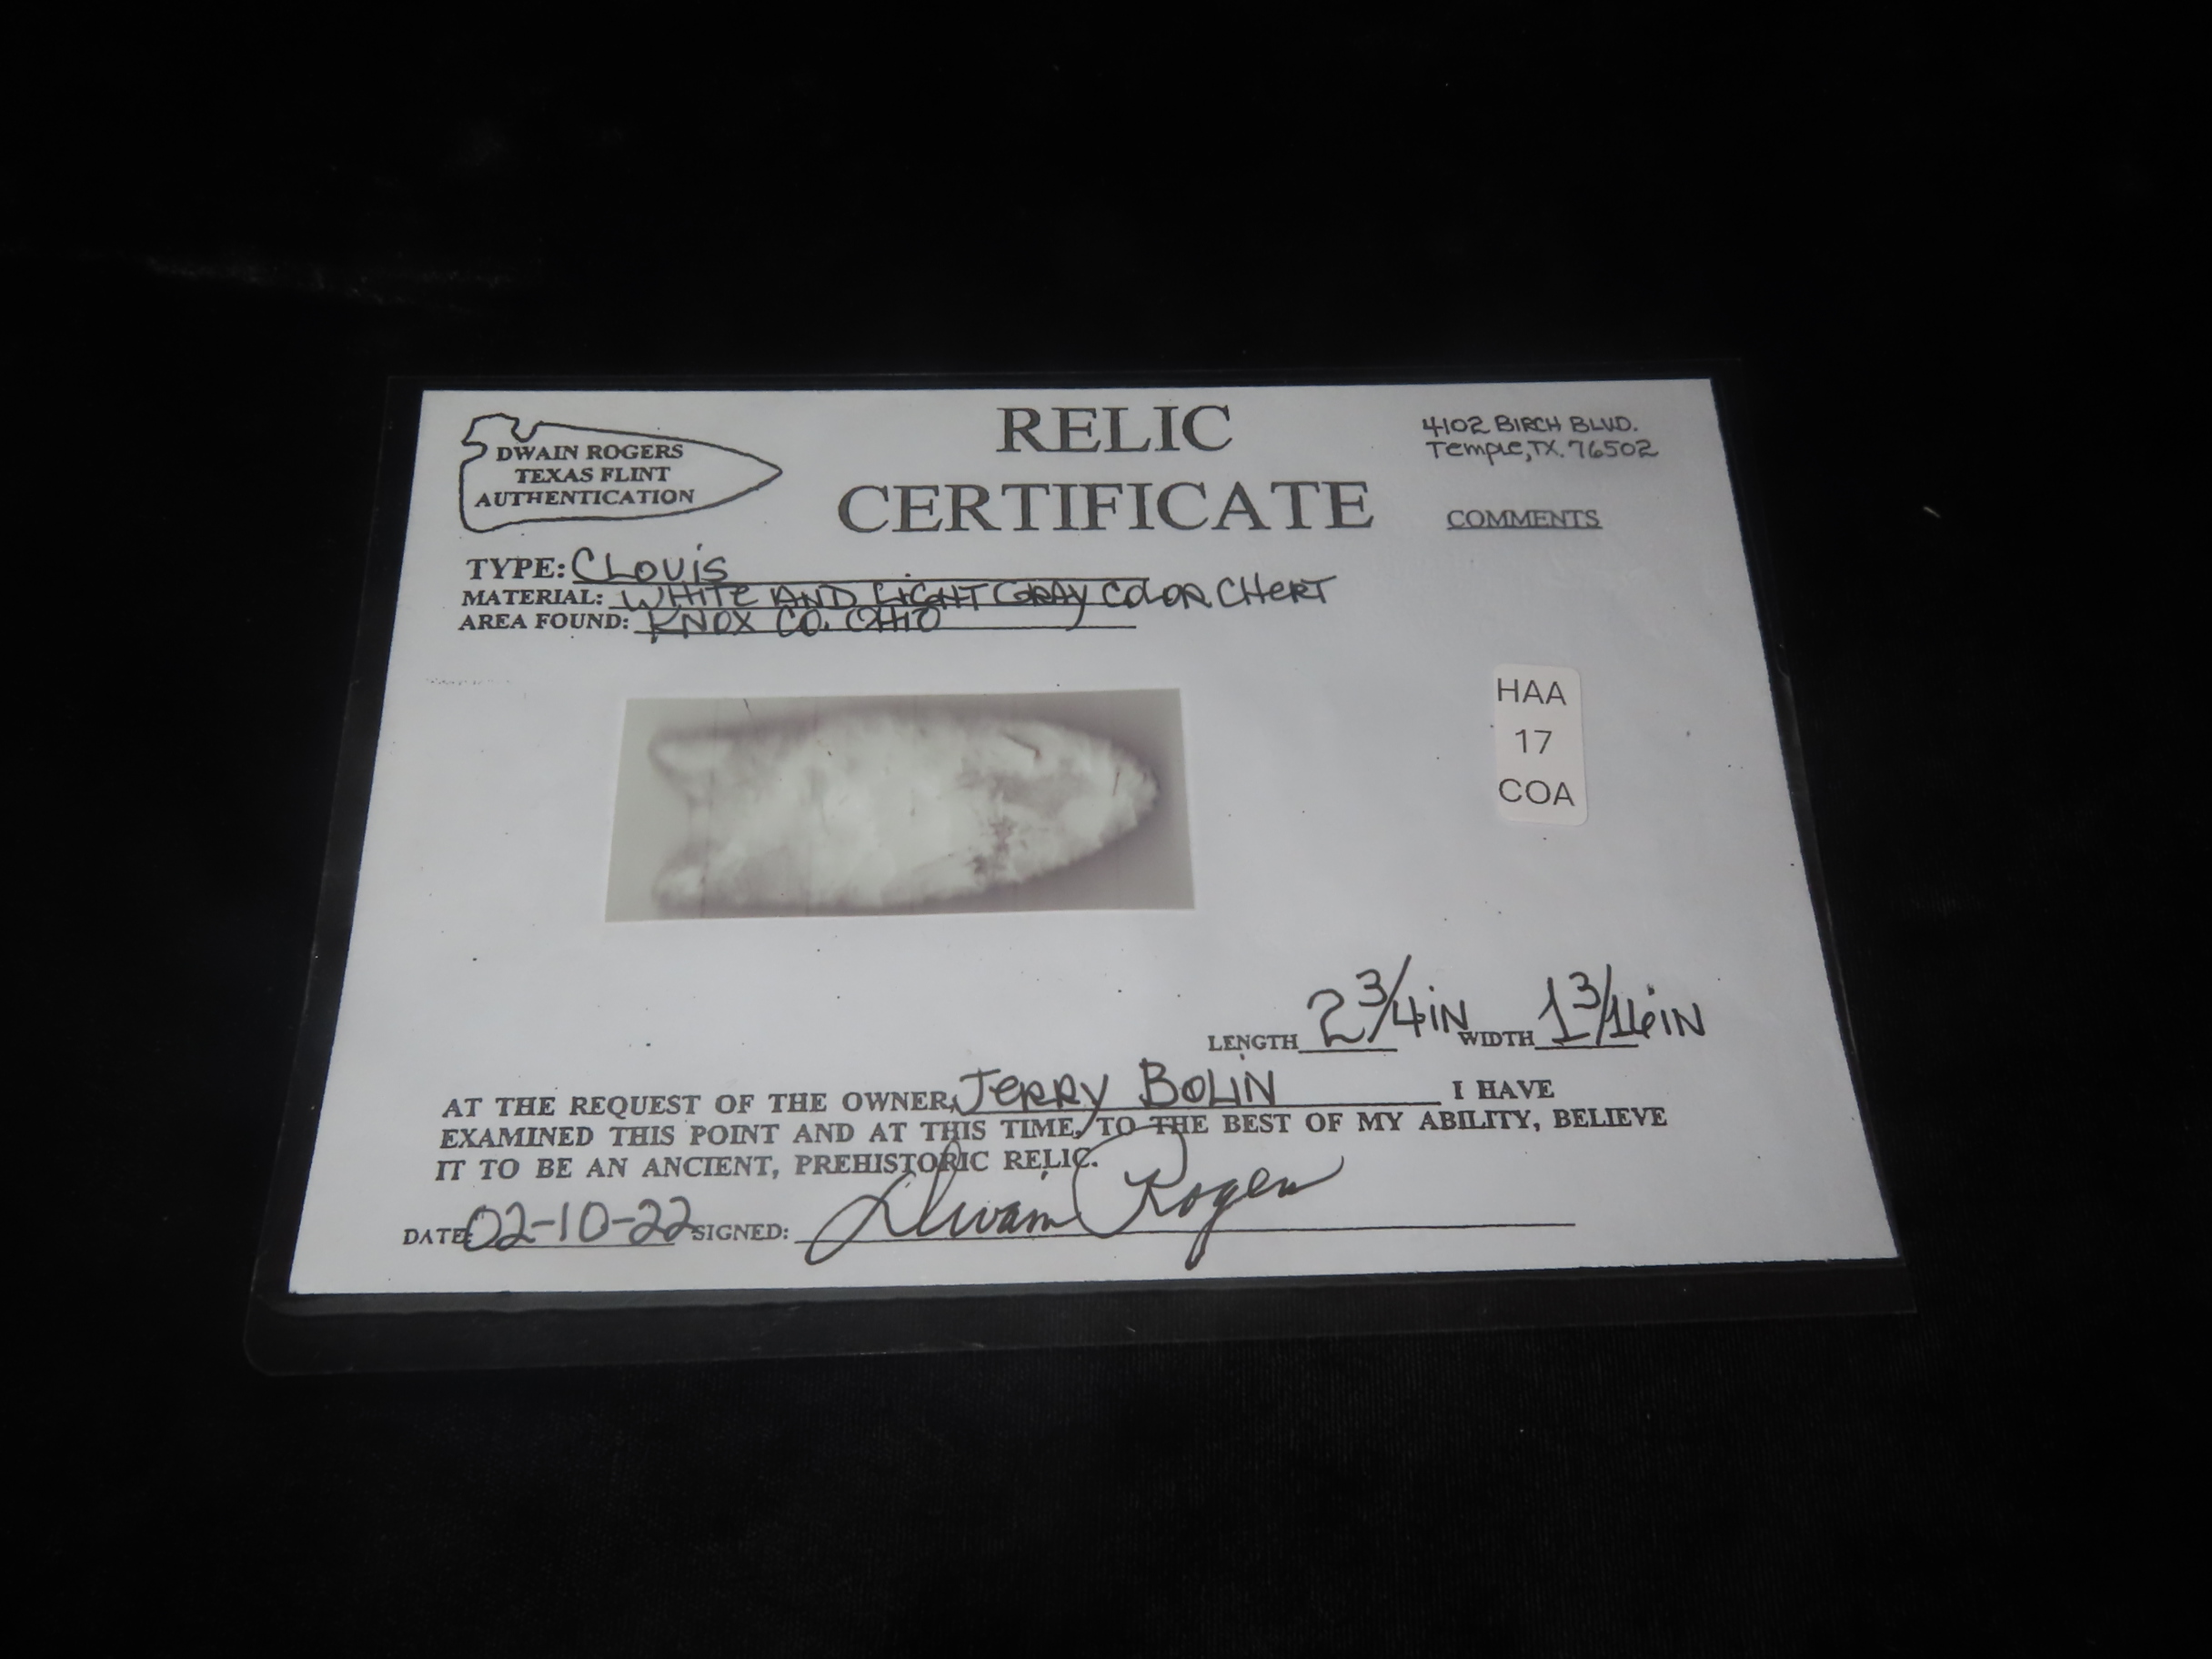 DWAIN ROGERS
TEXAS FLINT
AUTHENTICATION
RELIC
CERTIFICATE
4102 BIRCH BLVD.
Temple, TX. 76502
COMMENTS
TYPE: CLOVIS
MATERIAL: WHITE AND LIGHT GRAY COLOR CHERT
AREA FOUND: KNOX CO. OHIO
HAA
17
COA
LENGTH 2 3/4 IN WIDTH 1 3/16 IN
AT THE REQUEST OF THE OWNER, JERRY BOLIN I HAVE
EXAMINED THIS POINT AND AT THIS TIME, TO THE BEST OF MY ABILITY, BELIEVE
IT TO BE AN ANCIENT, PREHISTORIC RELIC.
DATE: 02-10-22 SIGNED: Dwain Rogers